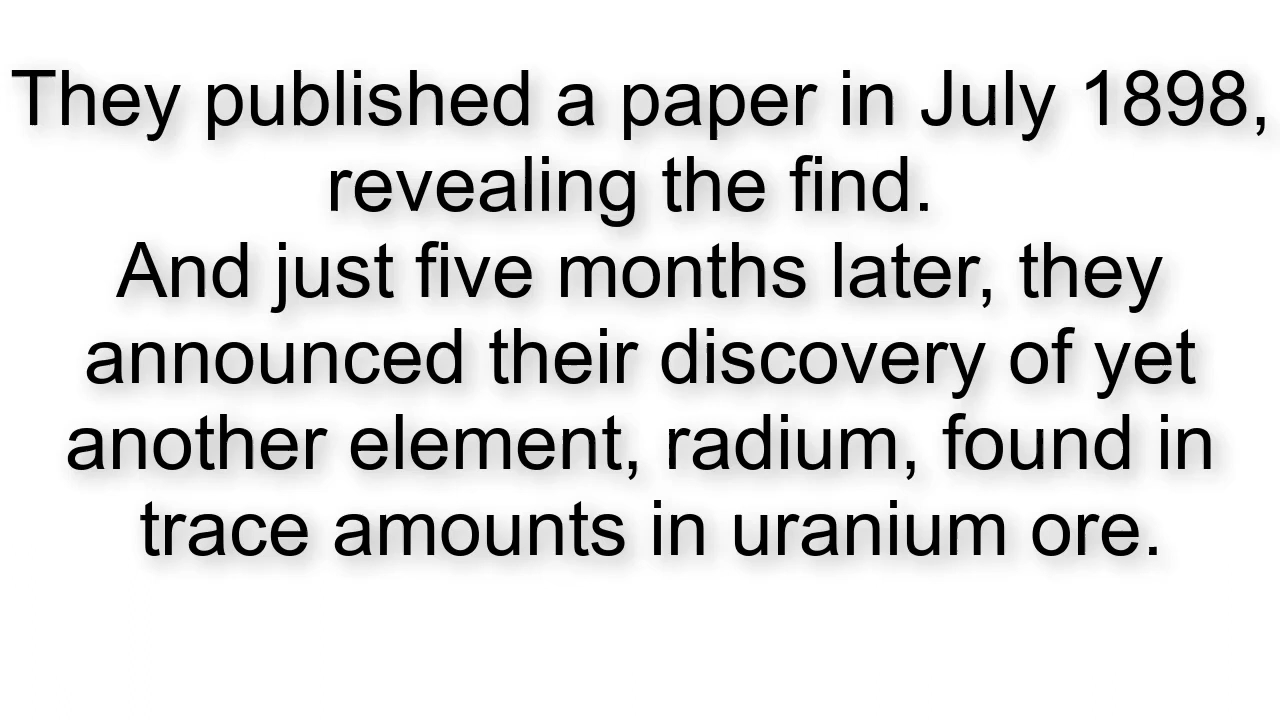 They published a paper in July 1898,
revealing the find.
And just five months later, they
announced their discovery of yet
another element, radium, found in
trace amounts in uranium ore.